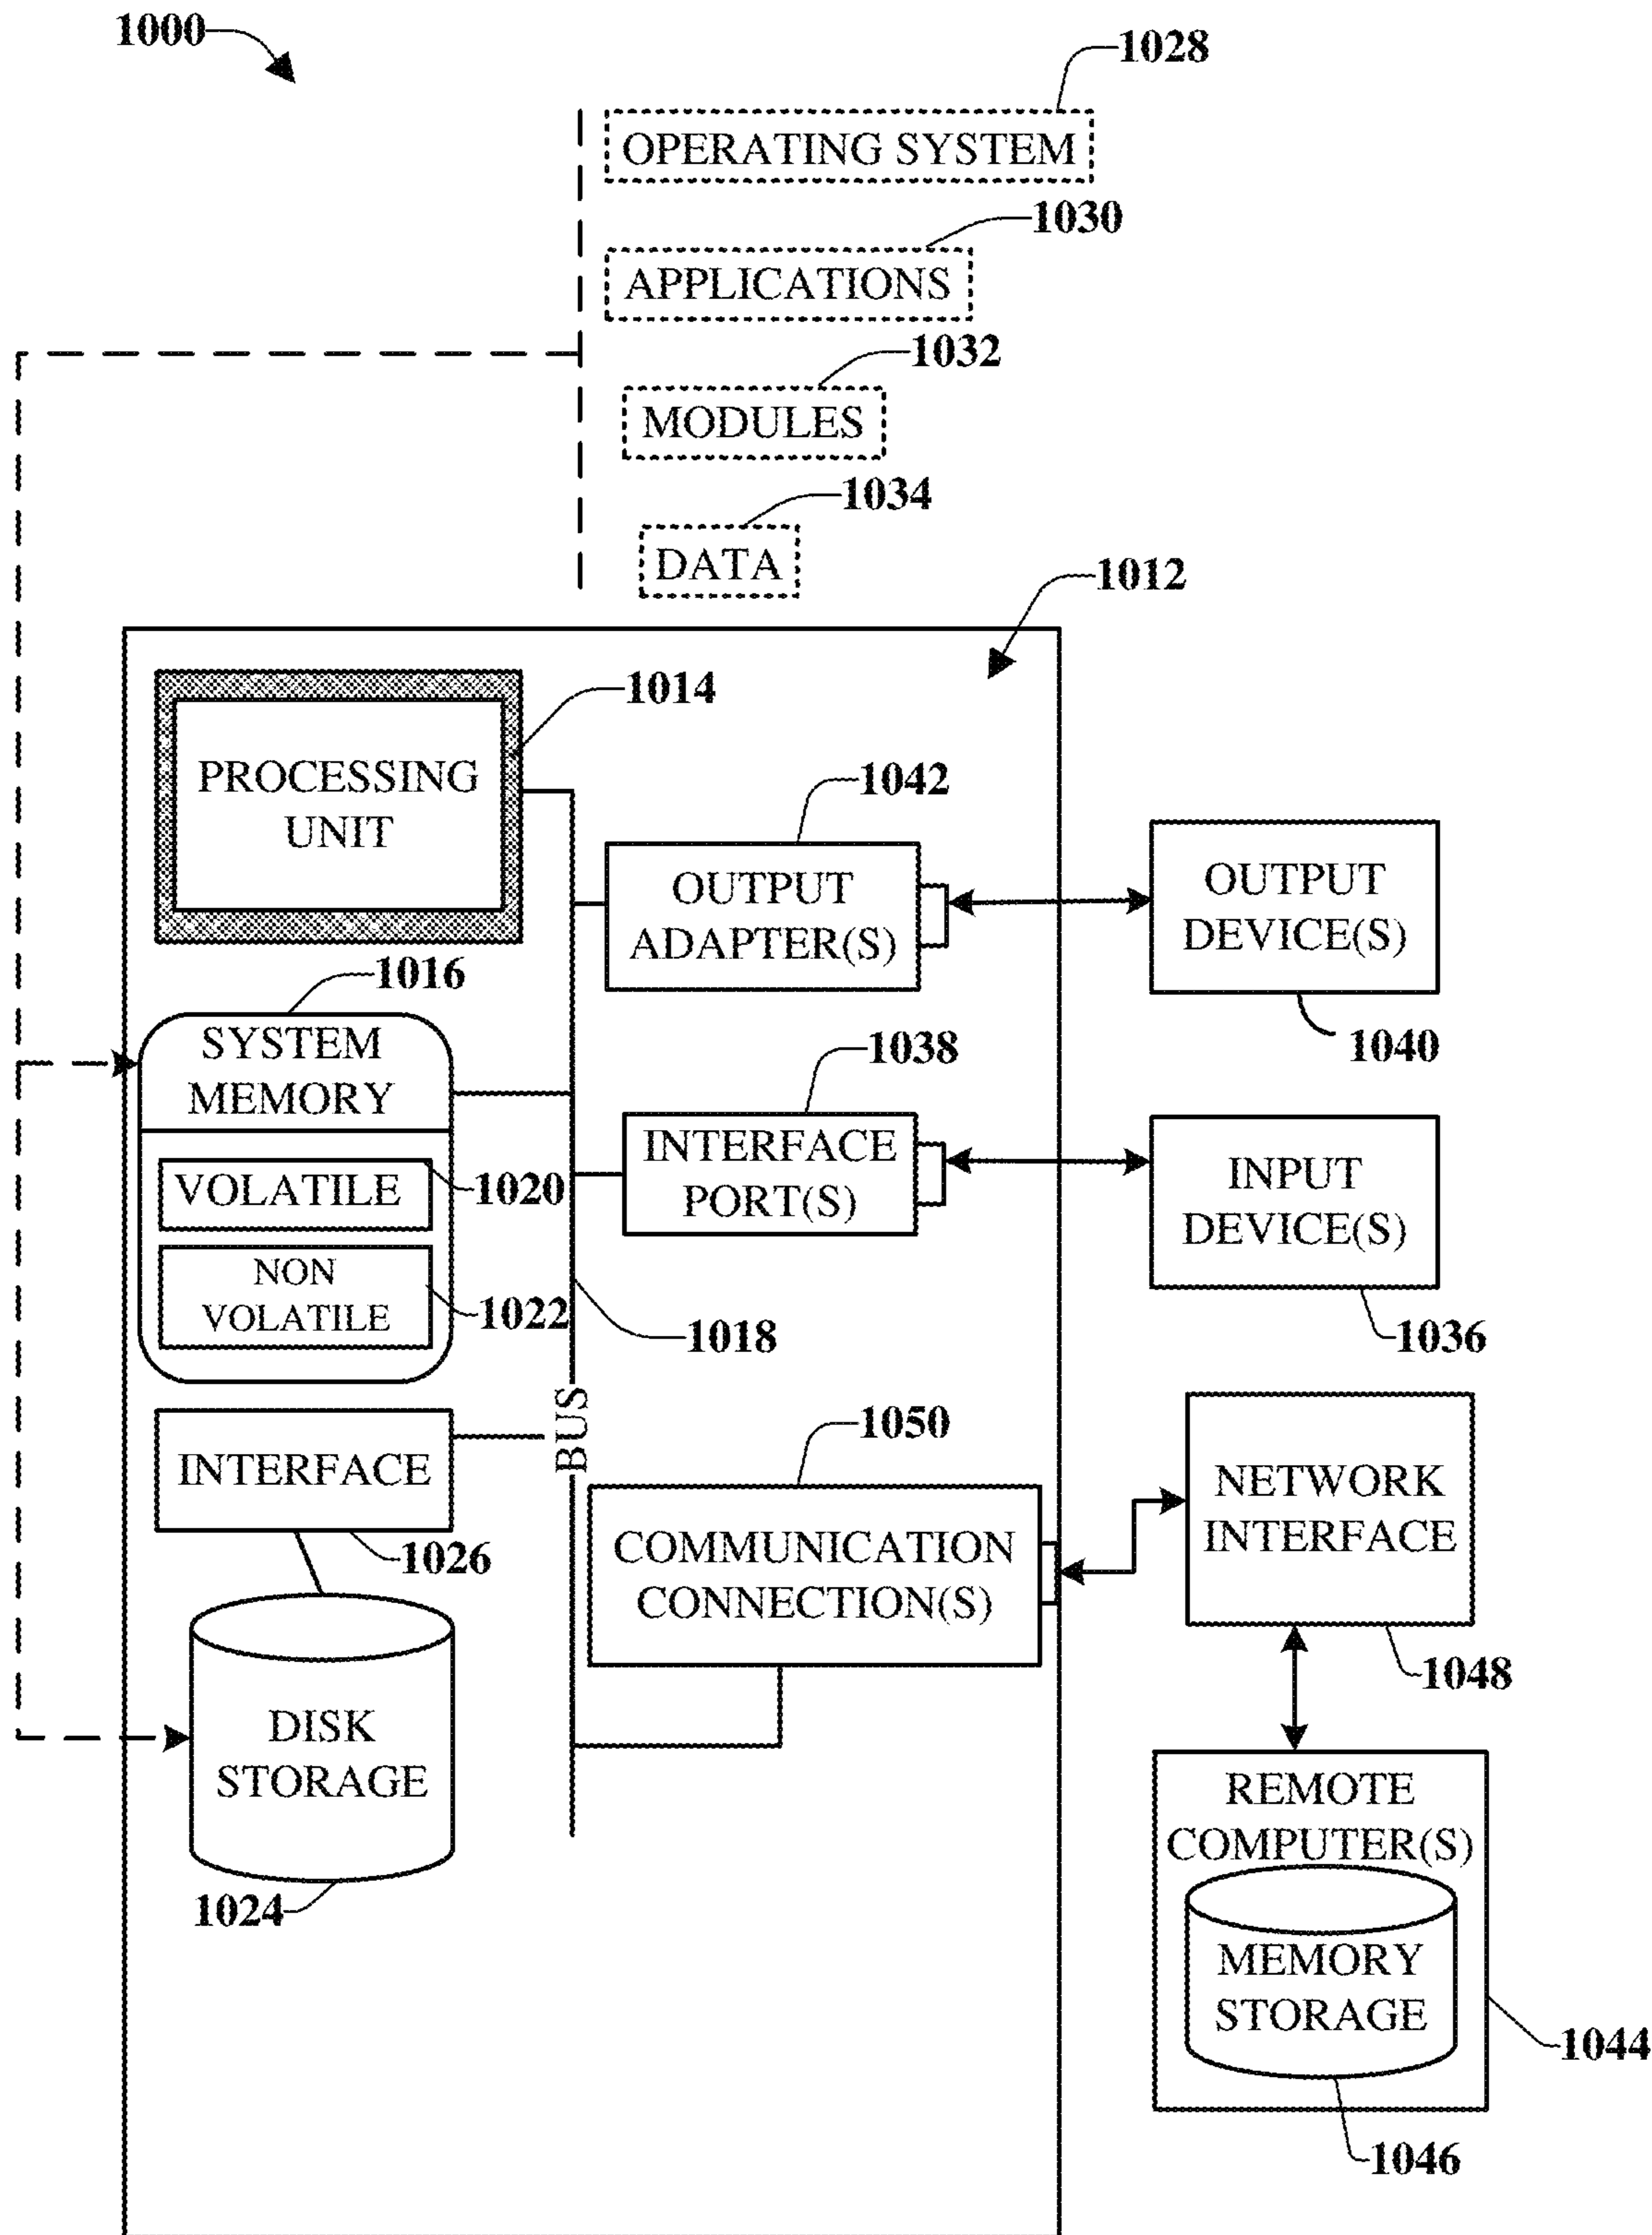 1000
1028
OPERATING SYSTEM
1030
APPLICATIONS
1032
MODULES
1034
DATA
1012
1014
PROCESSING
UNIT
1042
OUTPUT
ADAPTER(S)
OUTPUT
DEVICE(S)
1040
1016
SYSTEM
MEMORY
1038
INTERFACE
PORT(S)
INPUT
DEVICE(S)
1036
VOLATILE
1020
NON
VOLATILE
1022
1018
BUS
INTERFACE
1026
1050
COMMUNICATION
CONNECTION(S)
NETWORK
INTERFACE
1048
DISK
STORAGE
1024
REMOTE
COMPUTER(S)
MEMORY
STORAGE
1044
1046